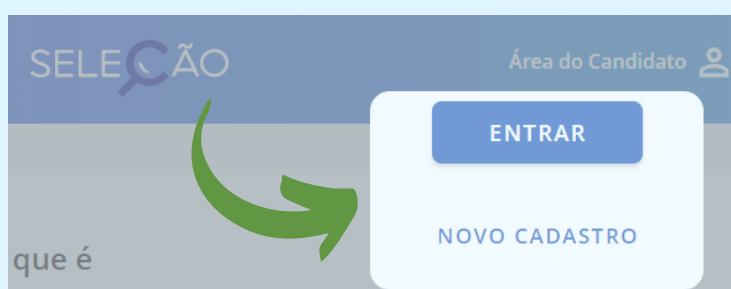 SELEÇÃO
Área do Candidato
ENTRAR
NOVO CADASTRO
que é